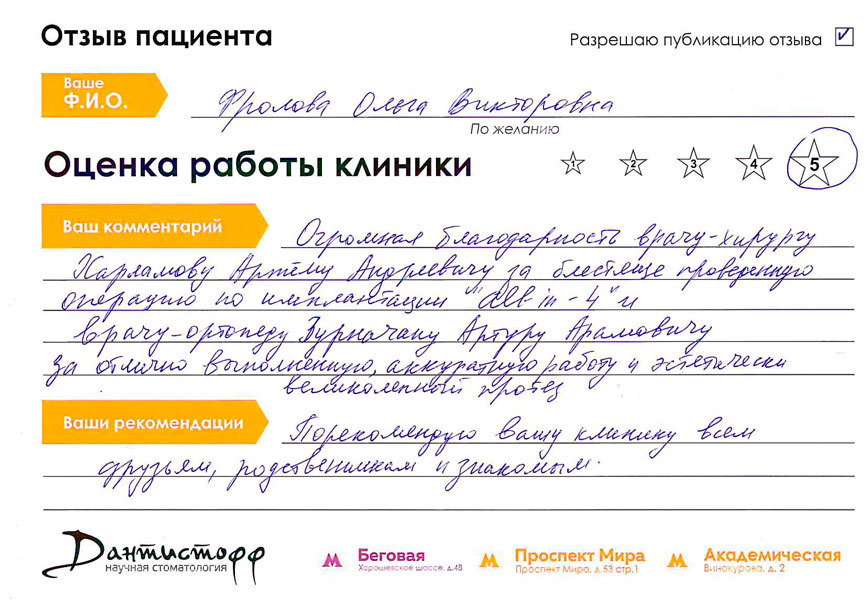 Отзыв пациента
Разрешаю публикацию отзыва
Ваше
Ф.И.О.
Фролова Ольга Викторовна
По желанию
Оценка работы клиники
1 2 3 4 5
Ваш комментарий
Огромная благодарность врачу-хирургу
Харламову Артёму Андреевичу за блестяще проведенную
операцию по имплантации "all in-4" и
врачу-ортопеду Зурначану Артуру Арамовичу
за отлично выполненную, аккуратную работу и эстетически
великолепный протез
Ваши рекомендации
Порекомендую вашу клинику всем
друзьям, родственникам и знакомым.
Дантистофф
научная стоматология
Беговая
Хорошевское шоссе, д.48
Проспект Мира
Проспект Мира, д.53 стр.1
Академическая
Винокурова, д. 2